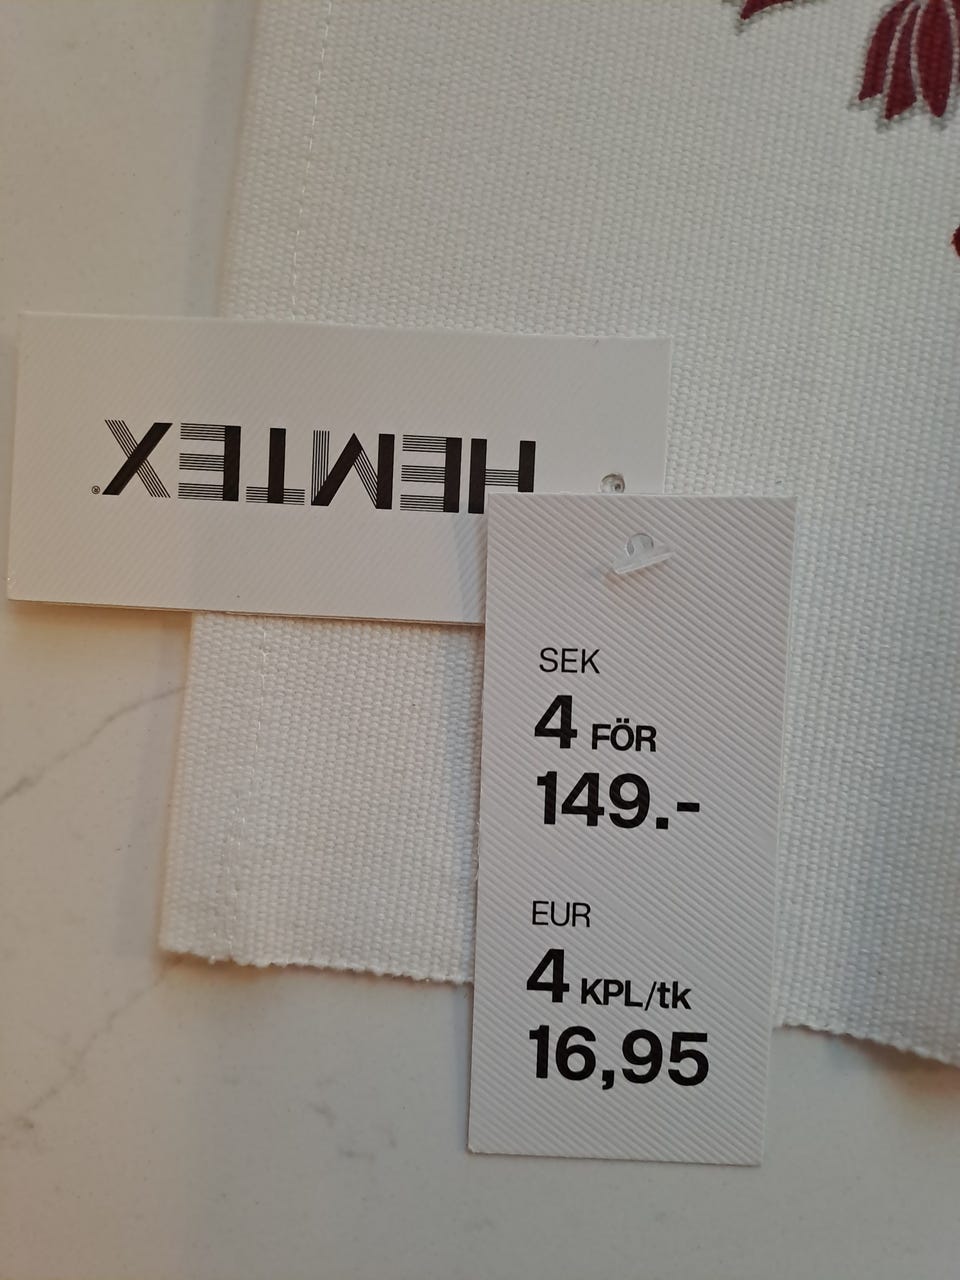 HEMTEX®
SEK
4 FÖR
149.-
EUR
4 KPL/tk
16,95